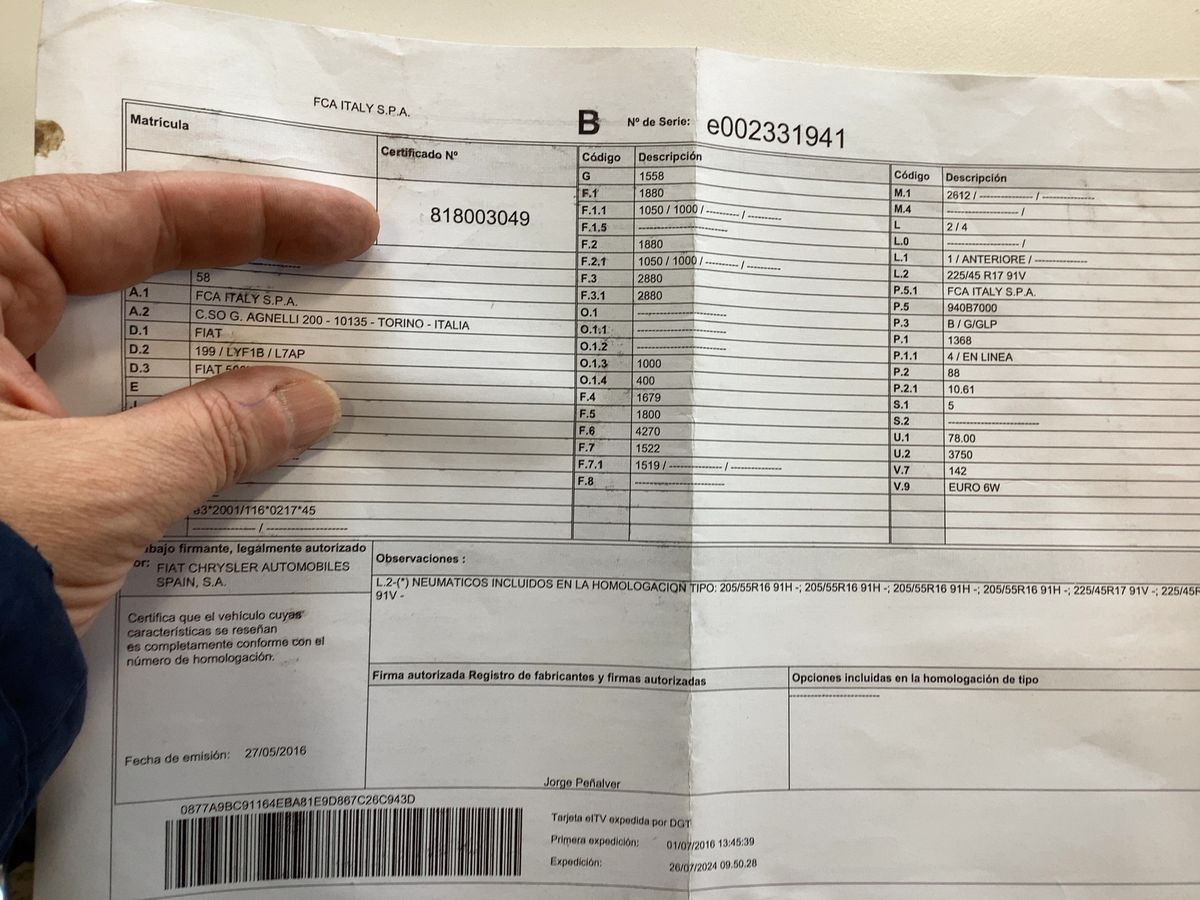 FCA ITALY S.P.A.
B Nº de Serie: e002331941
Matrícula
Certificado Nº
818003049
58
A.1 FCA ITALY S.P.A.
A.2 C.SO G. AGNELLI 200 - 10135 - TORINO - ITALIA
D.1 FIAT
D.2 199 / LYF1B / L7AP
D.3 FIAT
E
e3*2001/116*0217*45
-------------- / ------------------
Código Descripción
G 1558
F.1 1880
F.1.1 1050 / 1000 / --------- / ---------
F.1.5 ------------------------
F.2 1880
F.2.1 1050 / 1000 / --------- / ---------
F.3 2880
F.3.1 2880
O.1 ------------------------
O.1.1 ------------------------
O.1.2 ------------------------
O.1.3 1000
O.1.4 400
F.4 1679
F.5 1800
F.6 4270
F.7 1522
F.7.1 1519 / -------------- / --------------
F.8 ------------------------
Código Descripción
M.1 2612 / -------------- / --------------
M.4 -------------------- /
L 2 / 4
L.0 -------------------- /
L.1 1 / ANTERIORE / --------------
L.2 225/45 R17 91V
P.5.1 FCA ITALY S.P.A.
P.5 940B7000
P.3 B / G/GLP
P.1 1368
P.1.1 4 / EN LINEA
P.2 88
P.2.1 10.61
S.1 5
S.2 ------------------------
U.1 78.00
U.2 3750
V.7 142
V.9 EURO 6W
bajo firmante, legalmente autorizado
or: FIAT CHRYSLER AUTOMOBILES
SPAIN, S.A.
Certifica que el vehículo cuyas
características se reseñan
es completamente conforme con el
número de homologación.
Fecha de emisión: 27/05/2016
Observaciones :
L.2-(*) NEUMATICOS INCLUIDOS EN LA HOMOLOGACION TIPO: 205/55R16 91H -; 205/55R16 91H -; 205/55R16 91H -; 205/55R16 91H -; 225/45R17 91V -; 225/45R
91V -
Firma autorizada Registro de fabricantes y firmas autorizadas
Jorge Peñalver
Opciones incluidas en la homologación de tipo
------------------------
0877A9BC91164EBA81E9D867C26C943D
Tarjeta eITV expedida por DGT
Primera expedición: 01/07/2016 13:45:39
Expedición: 26/07/2024 09.50.28